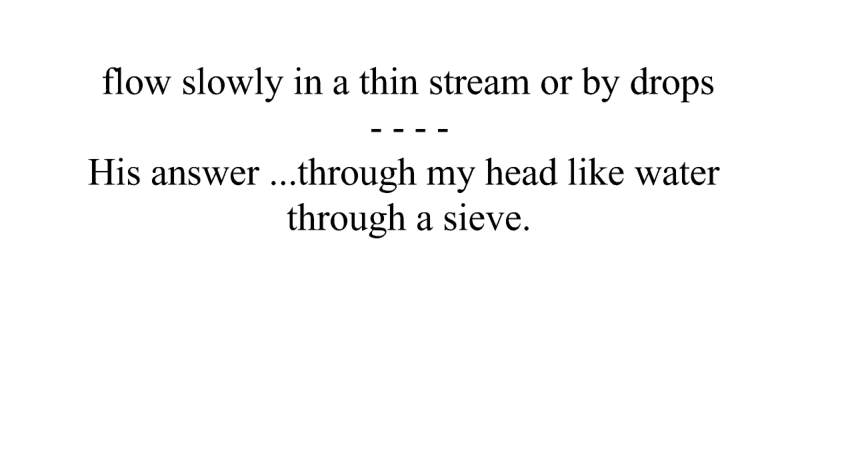 flow slowly in a thin stream or by drops
- - - -
His answer ...through my head like water
through a sieve.